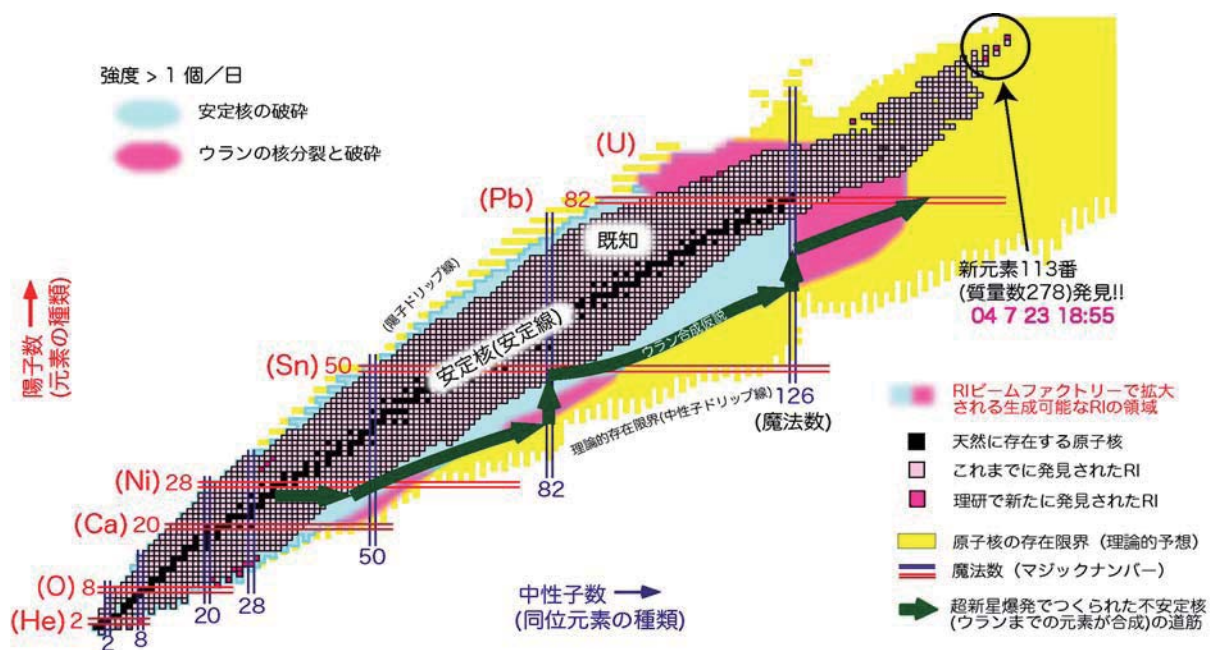 強度 > 1 個／日
安定核の破砕
ウランの核分裂と破砕
(U)
(Pb) 82
既知
(陽子ドリップ線)
安定核(安定線)
ウラン合成仮説
新元素113番
(質量数278)発見!!
04 7 23 18:55
陽子数
(元素の種類)
(Sn) 50
理論的存在限界(中性子ドリップ線)
126
(魔法数)
82
(Ni) 28
(Ca) 20
50
(O) 8
28
20
(He) 2
8
2
中性子数
(同位元素の種類)
RIビームファクトリーで拡大
される生成可能なRIの領域
天然に存在する原子核
これまでに発見されたRI
理研で新たに発見されたRI
原子核の存在限界（理論的予想）
魔法数（マジックナンバー）
超新星爆発でつくられた不安定核
(ウランまでの元素が合成)の道筋
82